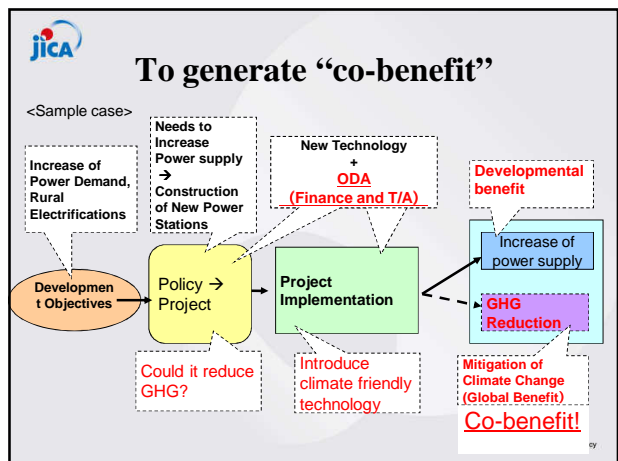 jica
To generate “co-benefit”
<Sample case>
Increase of
Power Demand,
Rural
Electrifications
Needs to
Increase
Power supply
→
Construction
of New Power
Stations
New Technology
+
ODA
(Finance and T/A)
Developmental
benefit
Developmen
t Objectives
Policy →
Project
Project
Implementation
Increase of
power supply
GHG
Reduction
Could it reduce
GHG?
Introduce
climate friendly
technology
Mitigation of
Climate Change
(Global Benefit)
Co-benefit!